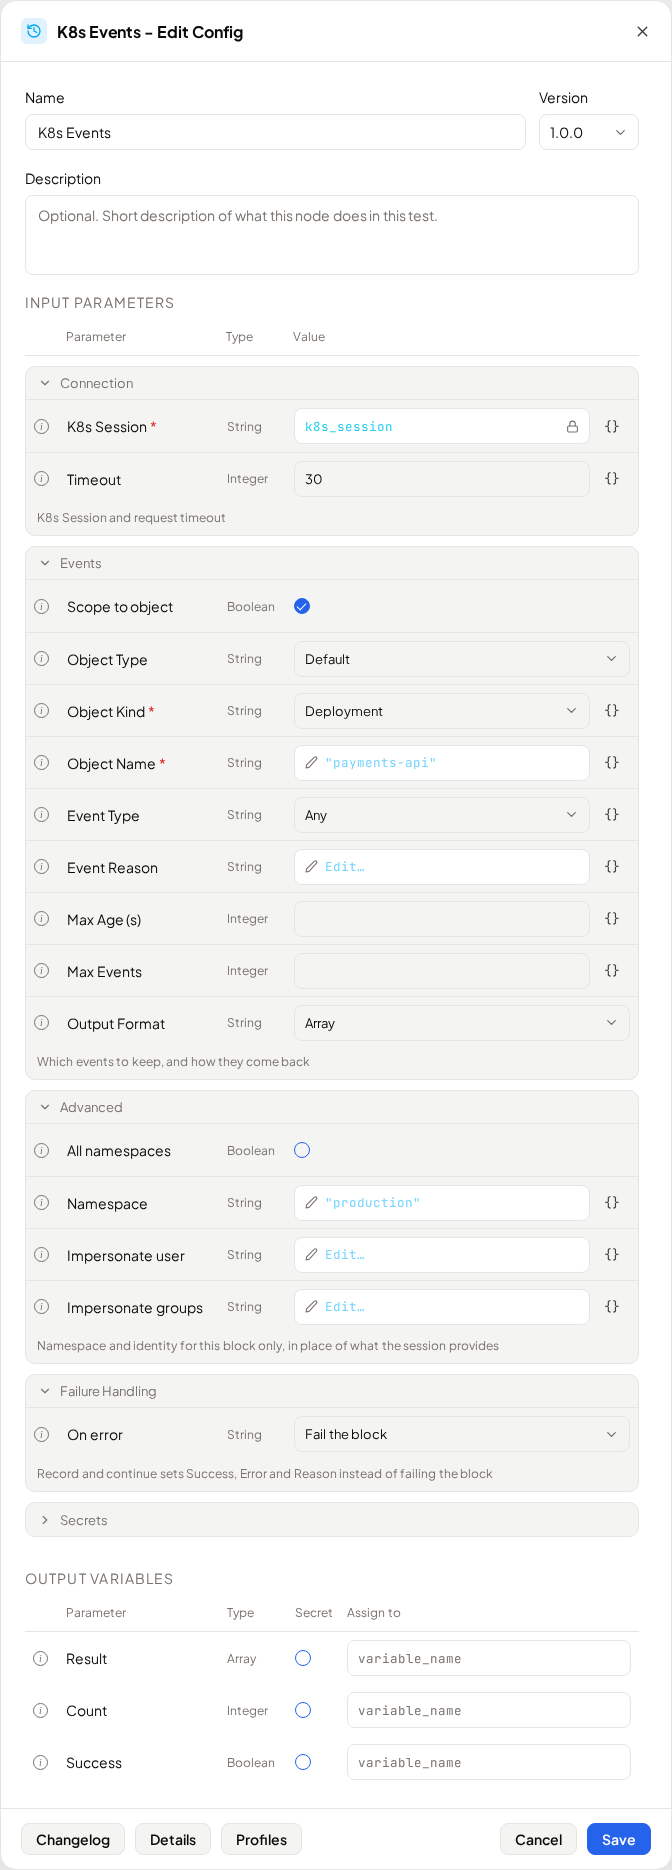 K8s Events - Edit Config
Name
Version
K8s Events
1.0.0
Description
Optional. Short description of what this node does in this test.
INPUT PARAMETERS
Parameter Type Value
Connection
K8s Session * String k8s_session {}
Timeout Integer 30 {}
K8s Session and request timeout
Events
Scope to object Boolean
Object Type String Default
Object Kind * String Deployment {}
Object Name * String "payments-api" {}
Event Type String Any {}
Event Reason String Edit… {}
Max Age (s) Integer {}
Max Events Integer {}
Output Format String Array
Which events to keep, and how they come back
Advanced
All namespaces Boolean
Namespace String "production" {}
Impersonate user String Edit… {}
Impersonate groups String Edit… {}
Namespace and identity for this block only, in place of what the session provides
Failure Handling
On error String Fail the block
Record and continue sets Success, Error and Reason instead of failing the block
Secrets
OUTPUT VARIABLES
Parameter Type Secret Assign to
Result Array variable_name
Count Integer variable_name
Success Boolean variable_name
Changelog Details Profiles Cancel Save